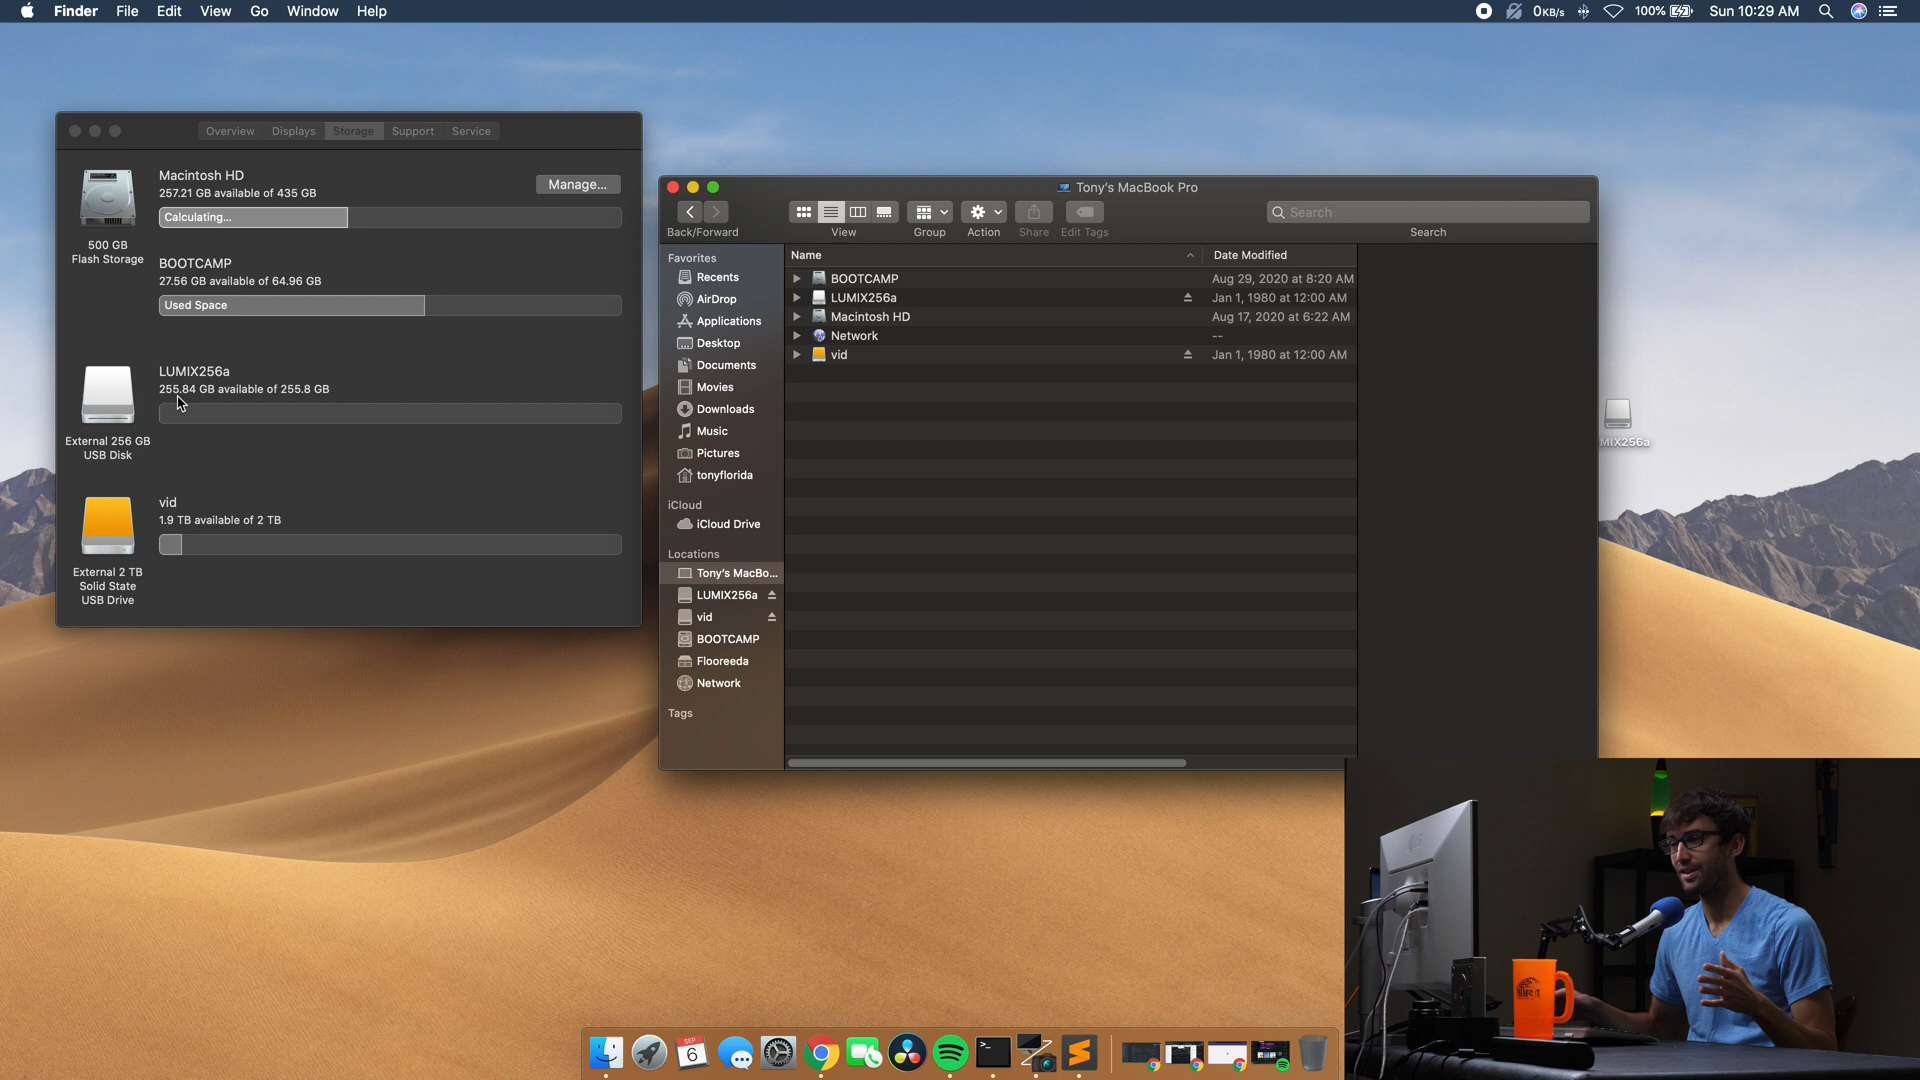 Finder File Edit View Go Window Help
0KB/s 100% Sun 10:29 AM
Overview Displays Storage Support Service
Macintosh HD
257.21 GB available of 435 GB
Manage...
Calculating...
500 GB
Flash Storage
BOOTCAMP
27.56 GB available of 64.96 GB
Used Space
LUMIX256a
255.84 GB available of 255.8 GB
External 256 GB
USB Disk
vid
1.9 TB available of 2 TB
External 2 TB
Solid State
USB Drive
Tony's MacBook Pro
Search
Back/Forward View Group Action Share Edit Tags Search
Favorites
Recents
AirDrop
Applications
Desktop
Documents
Movies
Downloads
Music
Pictures
tonyflorida
iCloud
iCloud Drive
Locations
Tony's MacBo...
LUMIX256a
vid
BOOTCAMP
Flooreeda
Network
Tags
Name Date Modified
BOOTCAMP Aug 29, 2020 at 8:20 AM
LUMIX256a Jan 1, 1980 at 12:00 AM
Macintosh HD Aug 17, 2020 at 6:22 AM
Network --
vid Jan 1, 1980 at 12:00 AM
MIX256a
SEP
6
>_